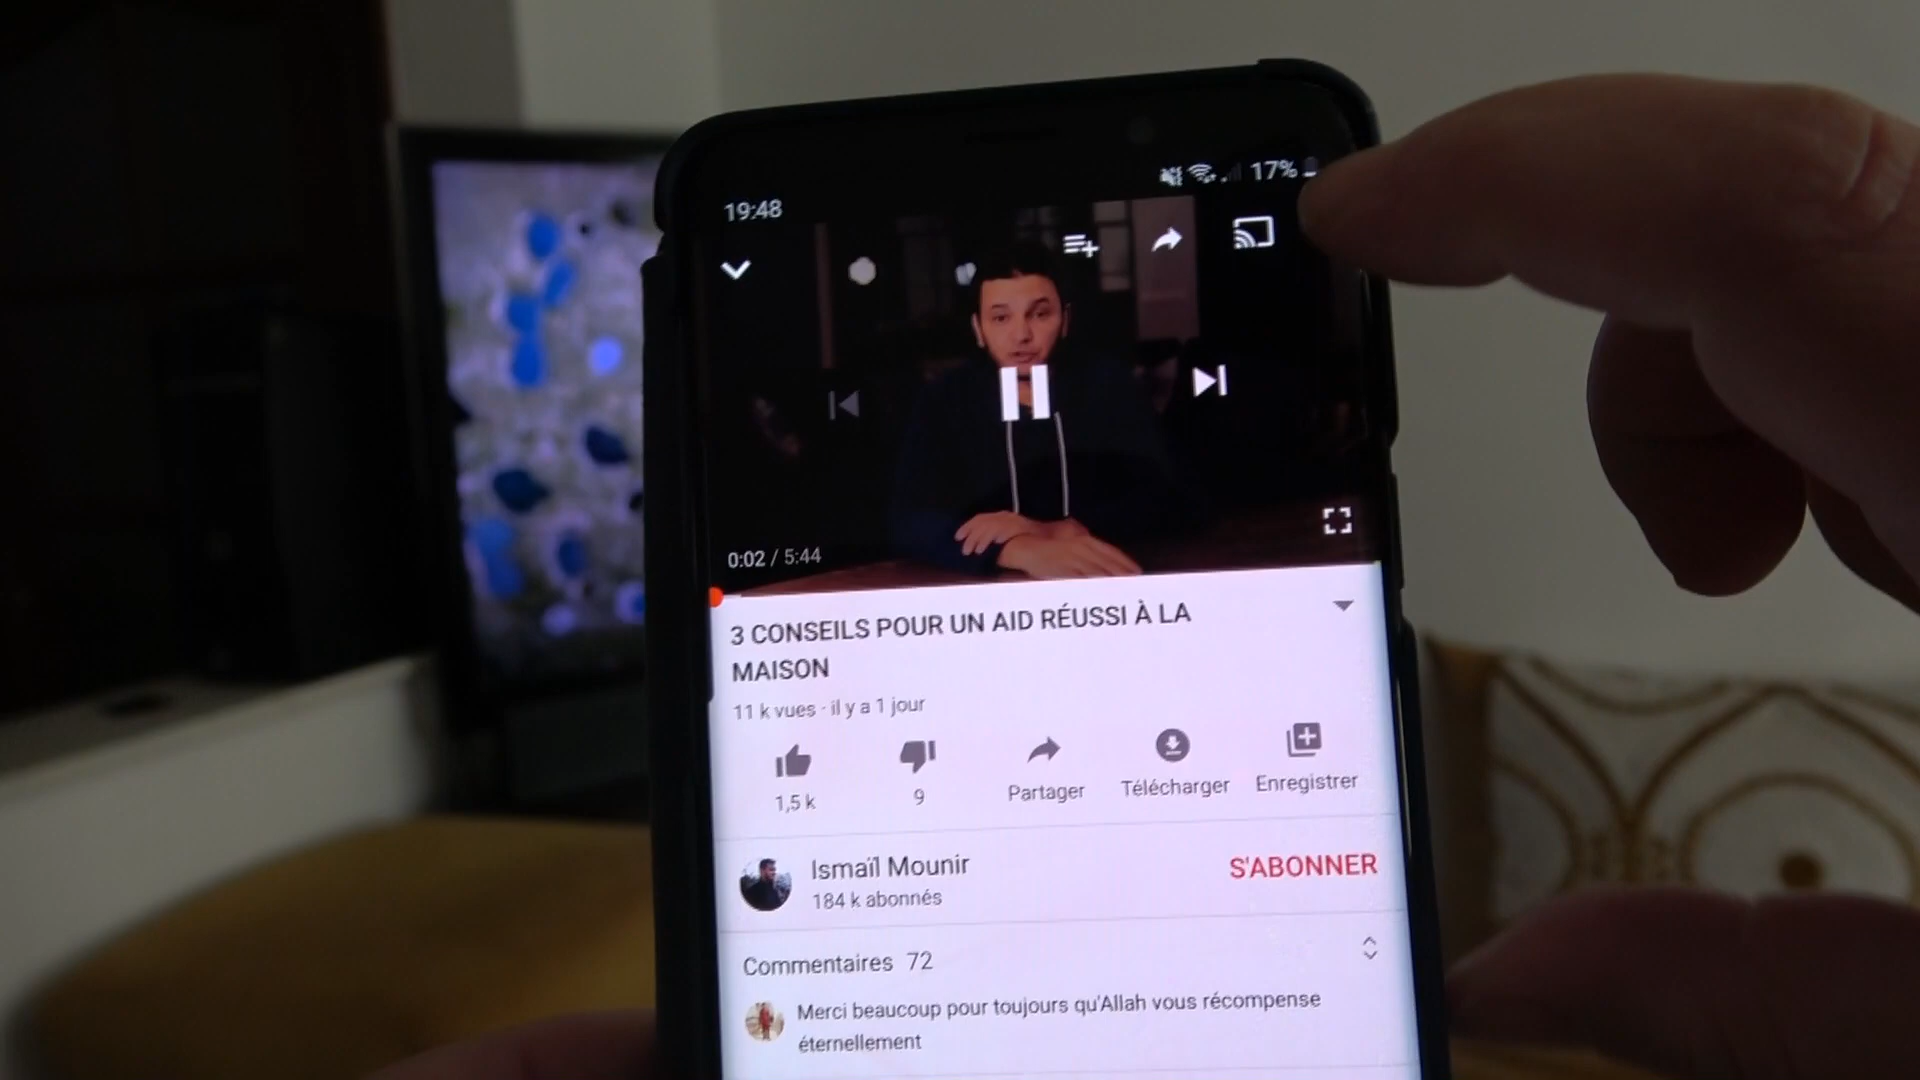 17%
19:48
0:02 / 5:44
3 CONSEILS POUR UN AID RÉUSSI À LA
MAISON
11 k vues · il y a 1 jour
1,5 k
9
Partager
Télécharger
Enregistrer
Ismaïl Mounir
S'ABONNER
184 k abonnés
Commentaires 72
Merci beaucoup pour toujours qu'Allah vous récompense
éternellement